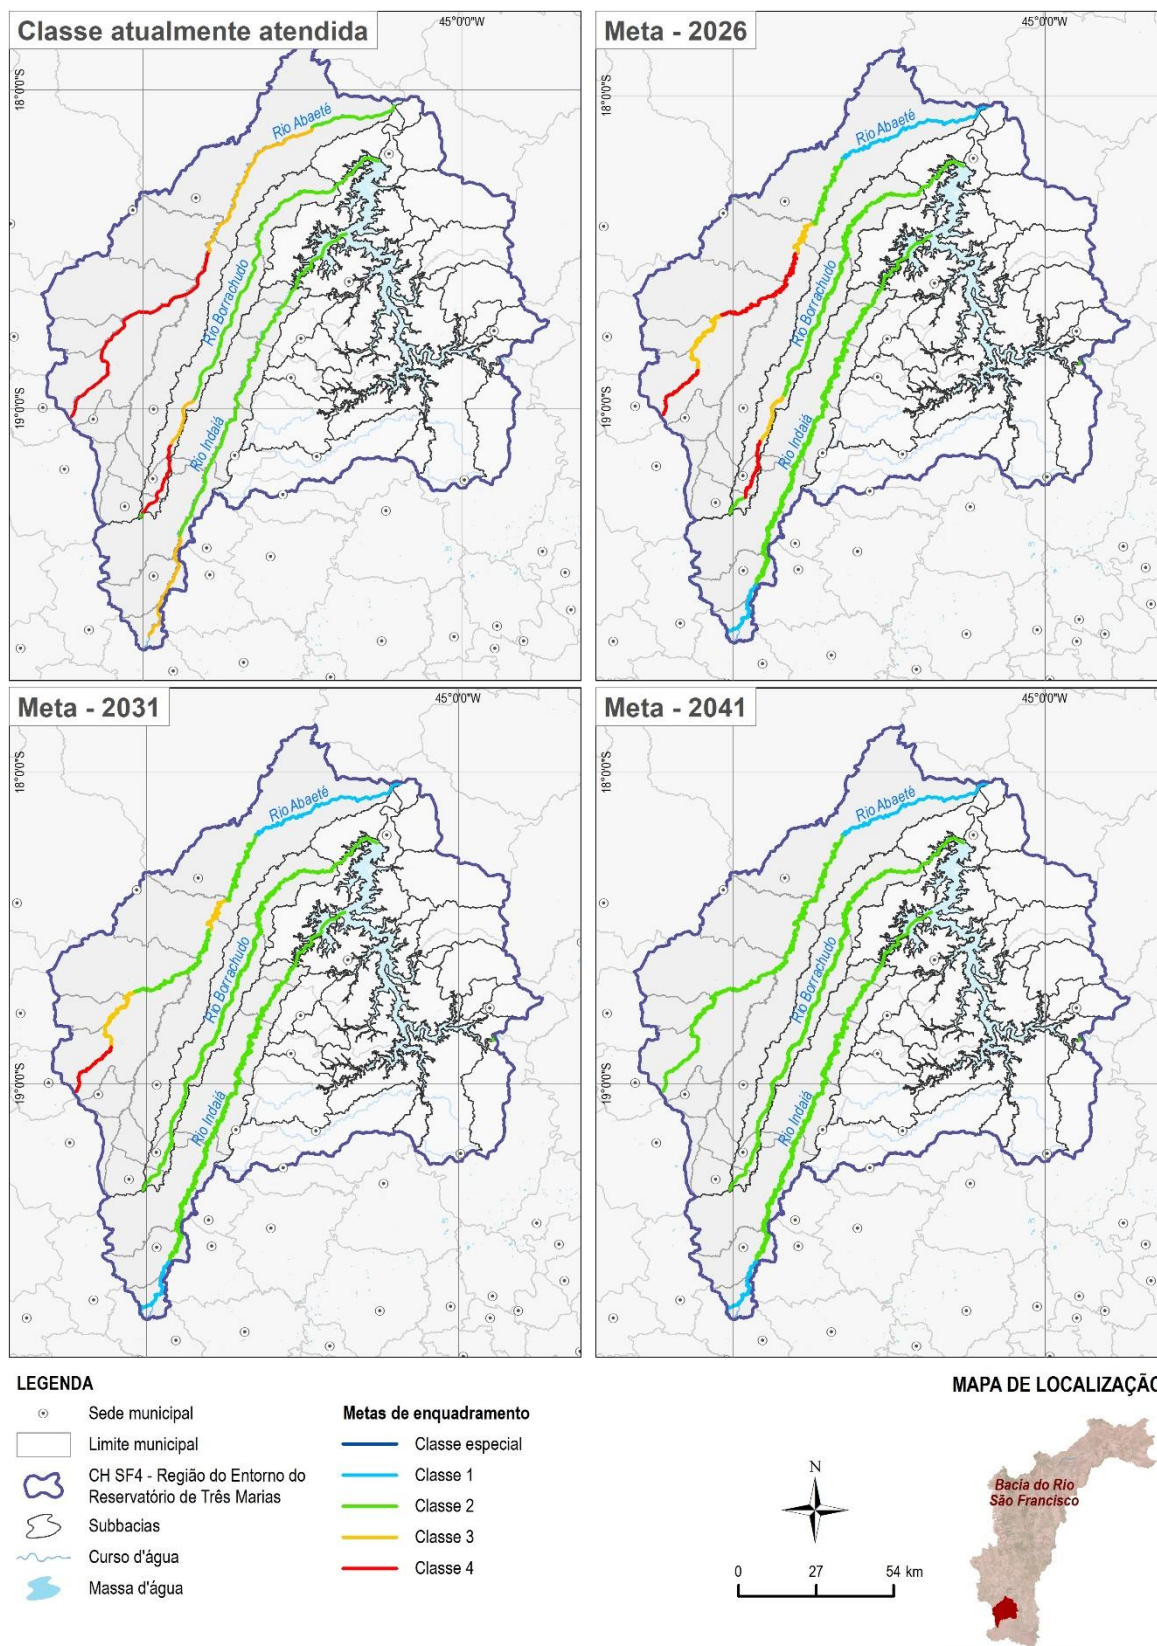 Classe atualmente atendida
45°0'0"W
18°0'0"S
19°0'0"S
Rio Abaeté
Rio Borrachudo
Rio Indaiá
Meta - 2026
45°0'0"W
18°0'0"S
19°0'0"S
Rio Abaeté
Rio Borrachudo
Rio Indaiá
Meta - 2031
45°0'0"W
18°0'0"S
19°0'0"S
Rio Abaeté
Rio Borrachudo
Rio Indaiá
Meta - 2041
45°0'0"W
18°0'0"S
19°0'0"S
Rio Abaeté
Rio Borrachudo
Rio Indaiá
LEGENDA
Sede municipal
Limite municipal
CH SF4 - Região do Entorno do
Reservatório de Três Marias
Subbacias
Curso d'água
Massa d'água
Metas de enquadramento
Classe especial
Classe 1
Classe 2
Classe 3
Classe 4
N
0 27 54 km
MAPA DE LOCALIZAÇÃO
Bacia do Rio
São Francisco